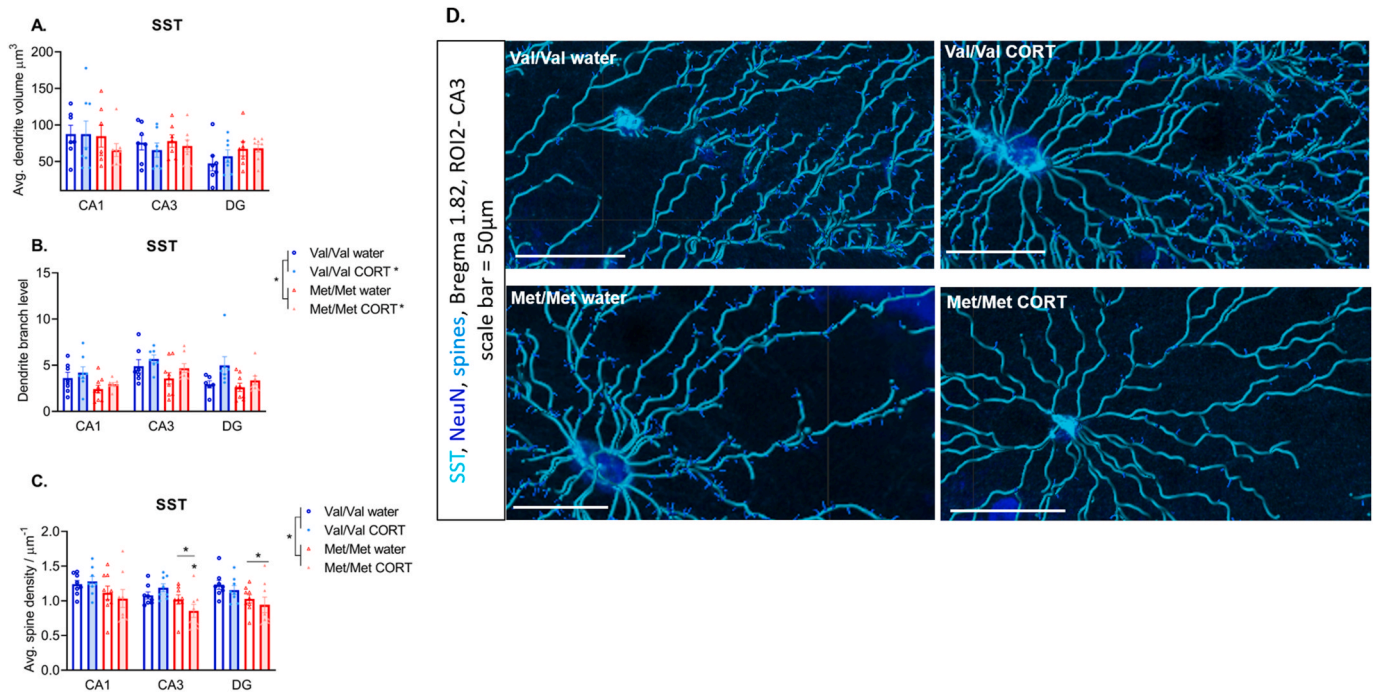 A.
SST
Avg. dendrite volume μm³
200
150
100
50
CA1 CA3 DG
B.
SST
Dendrite branch level
15
10
5
0
CA1 CA3 DG
Val/Val water
Val/Val CORT *
Met/Met water
Met/Met CORT *
*
C.
SST
Avg. spine density / μm⁻¹
2.0
1.5
1.0
0.5
0.0
* *
*
CA1 CA3 DG
Val/Val water
Val/Val CORT
Met/Met water
Met/Met CORT
*
D.
SST, NeuN, spines, Bregma 1.82, ROI2- CA3
scale bar = 50μm
Val/Val water
Val/Val CORT
Met/Met water
Met/Met CORT